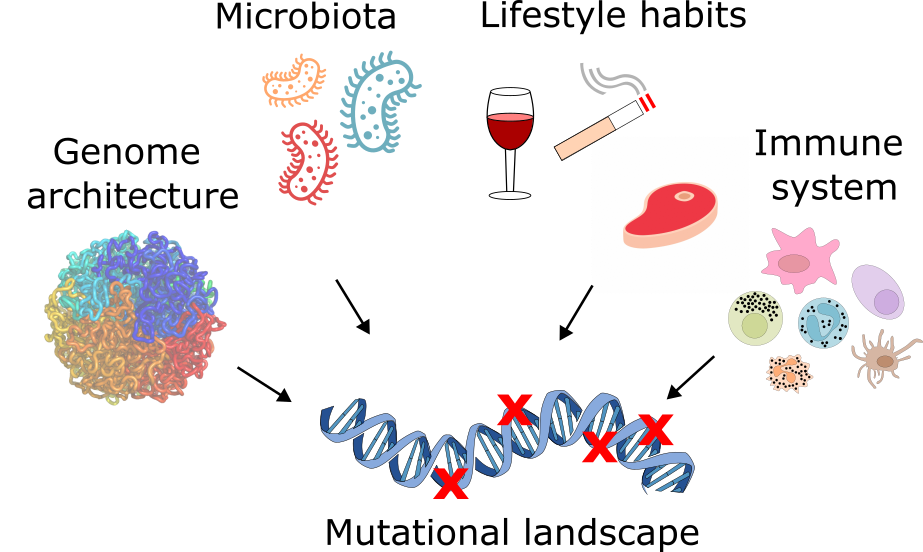 Microbiota
Lifestyle habits
Genome
architecture
Immune
system
Mutational landscape